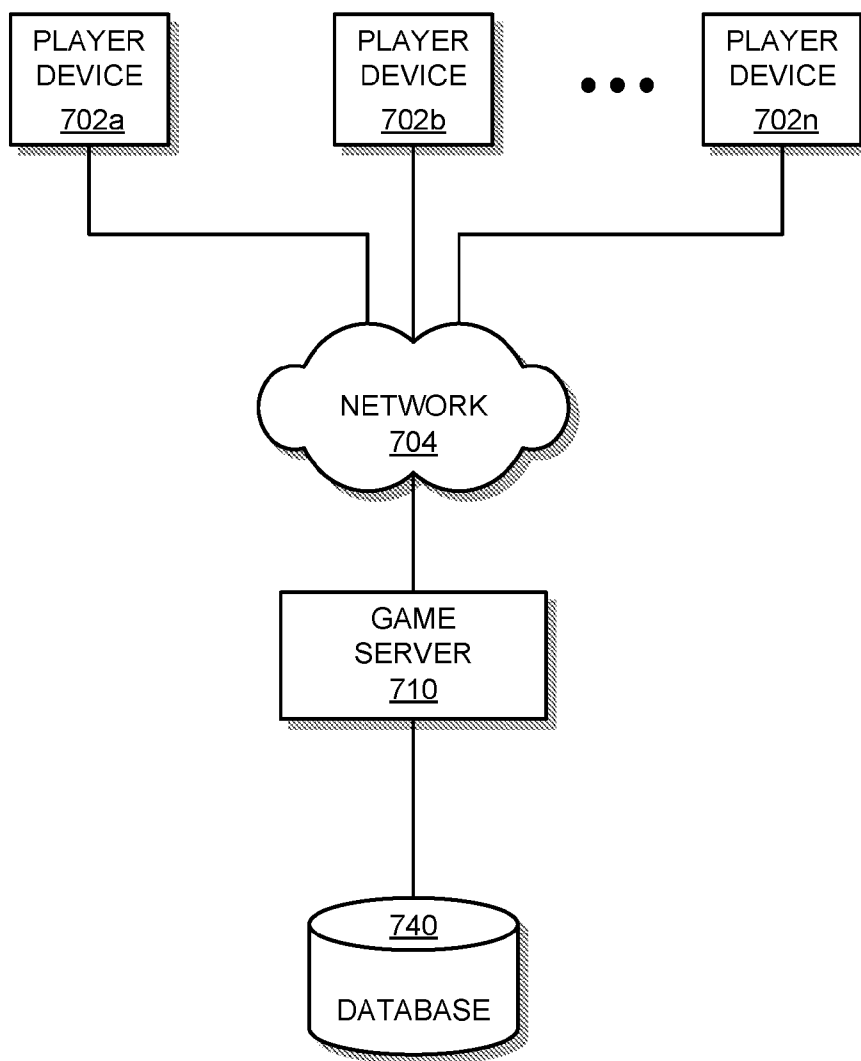 PLAYER
DEVICE
702a
PLAYER
DEVICE
702b
PLAYER
DEVICE
702n
NETWORK
704
GAME
SERVER
710
740
DATABASE